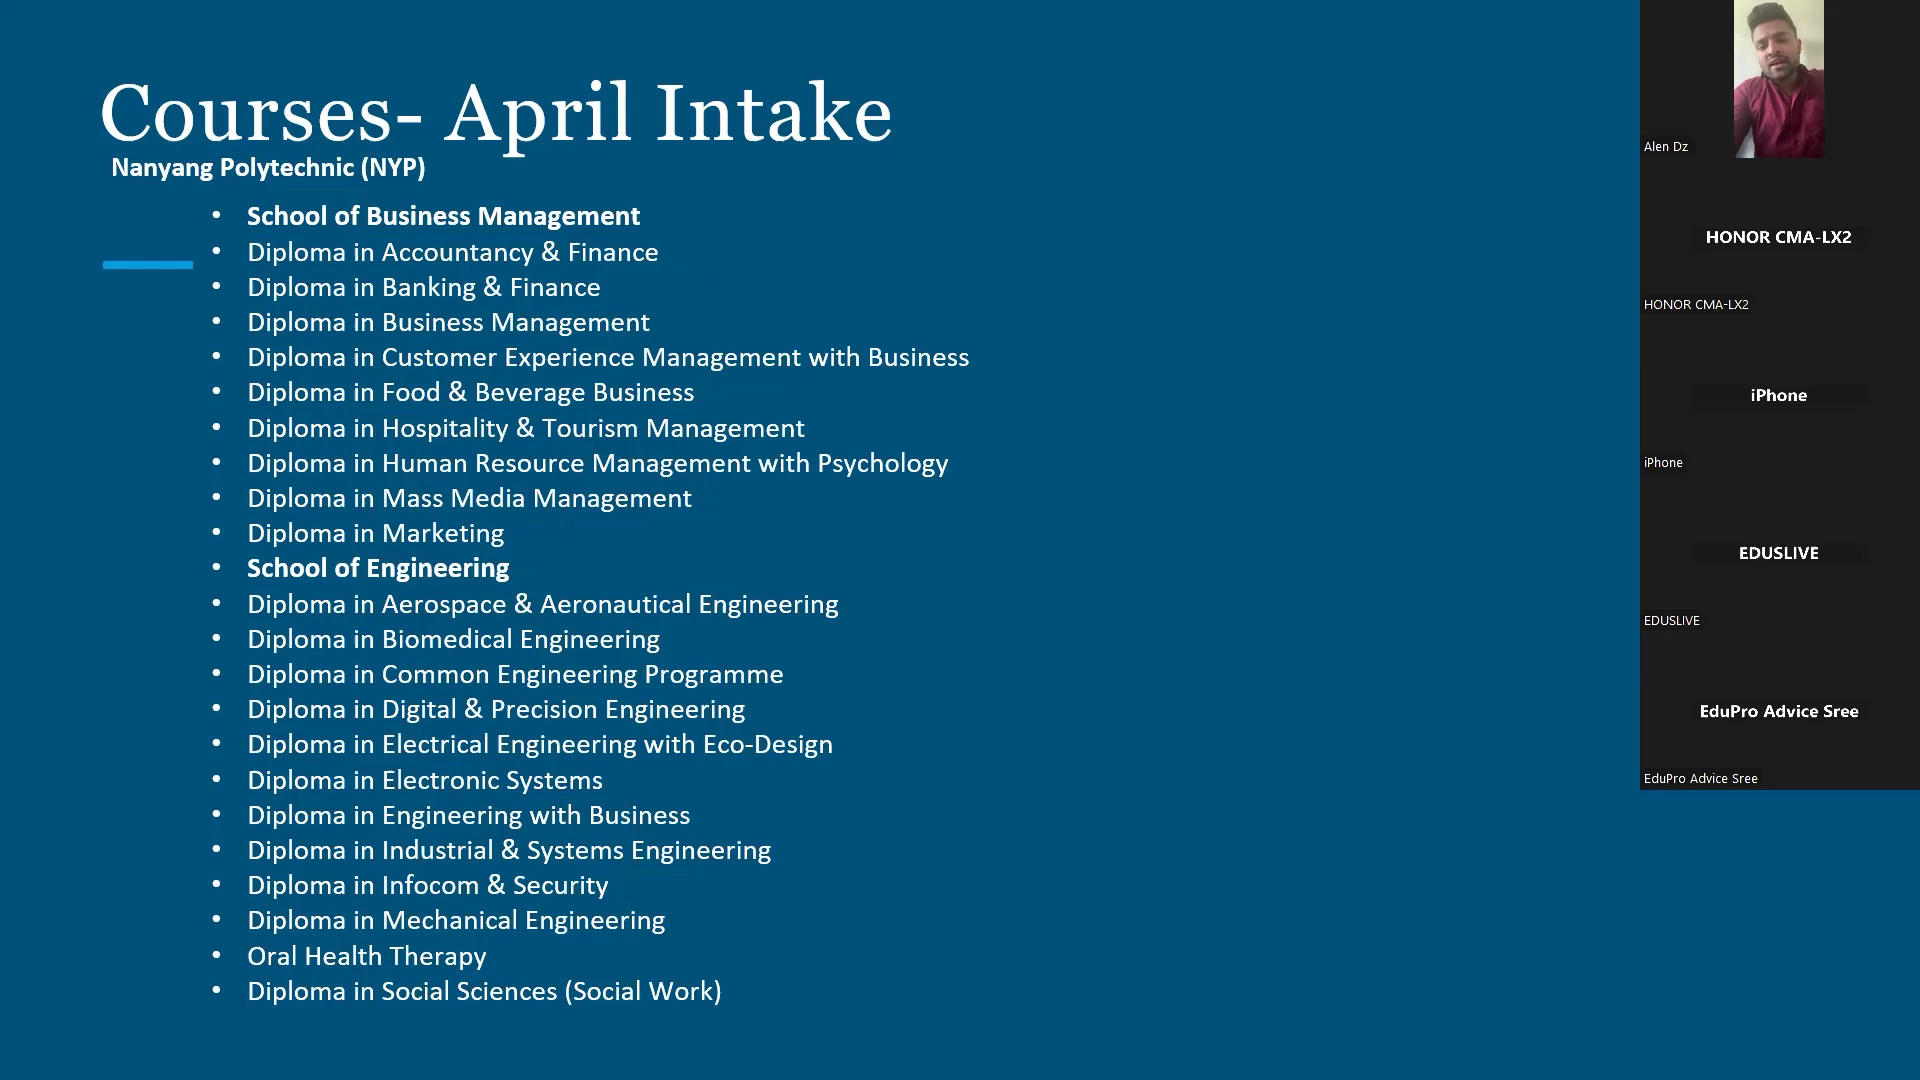 Courses- April Intake
Nanyang Polytechnic (NYP)
• School of Business Management
• Diploma in Accountancy & Finance
• Diploma in Banking & Finance
• Diploma in Business Management
• Diploma in Customer Experience Management with Business
• Diploma in Food & Beverage Business
• Diploma in Hospitality & Tourism Management
• Diploma in Human Resource Management with Psychology
• Diploma in Mass Media Management
• Diploma in Marketing
• School of Engineering
• Diploma in Aerospace & Aeronautical Engineering
• Diploma in Biomedical Engineering
• Diploma in Common Engineering Programme
• Diploma in Digital & Precision Engineering
• Diploma in Electrical Engineering with Eco-Design
• Diploma in Electronic Systems
• Diploma in Engineering with Business
• Diploma in Industrial & Systems Engineering
• Diploma in Infocom & Security
• Diploma in Mechanical Engineering
• Oral Health Therapy
• Diploma in Social Sciences (Social Work)
Alen Dz
HONOR CMA-LX2
HONOR CMA-LX2
iPhone
iPhone
EDUSLIVE
EDUSLIVE
EduPro Advice Sree
EduPro Advice Sree